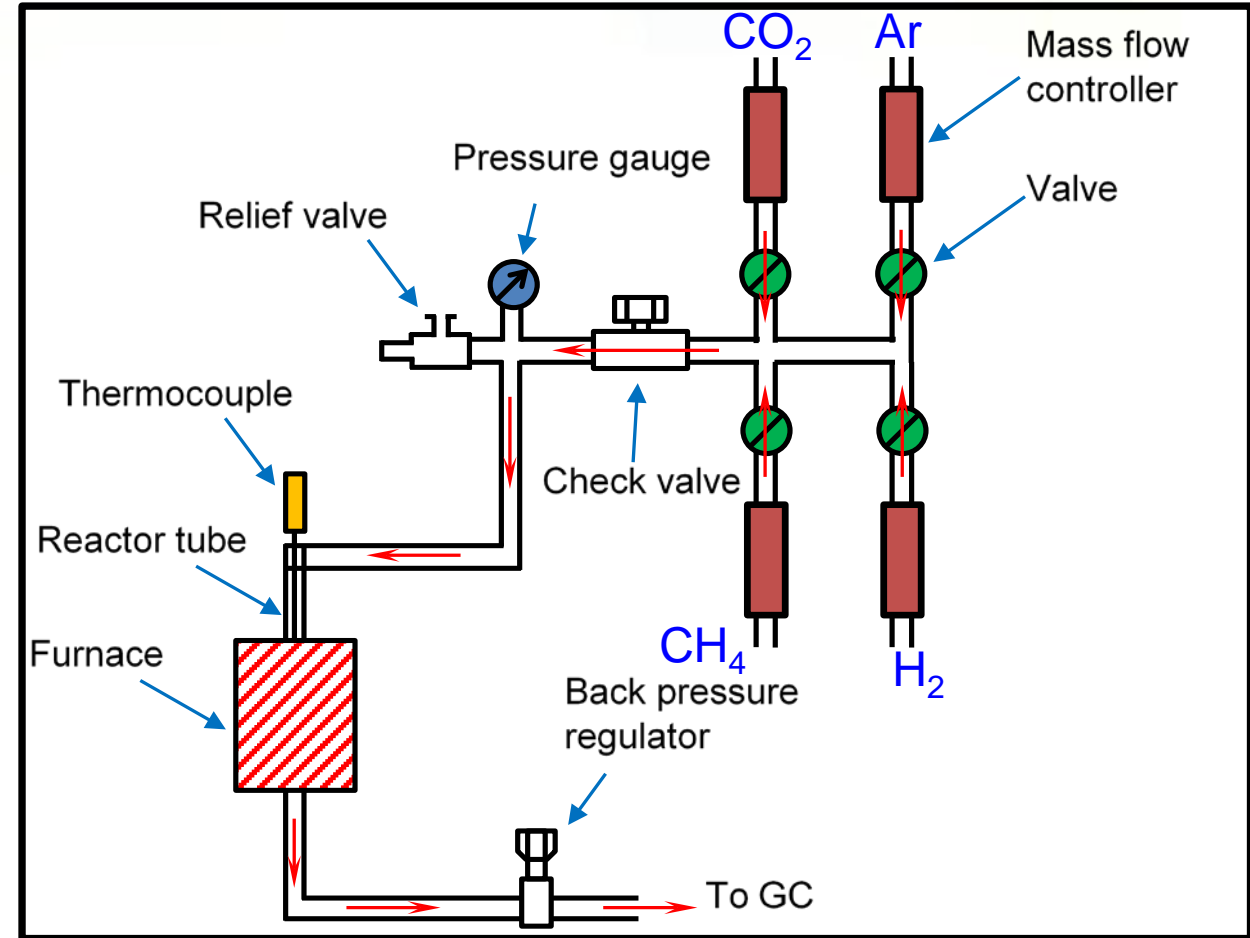 CO₂
Ar
Mass flow
controller
Pressure gauge
Valve
Relief valve
Thermocouple
Check valve
Reactor tube
Furnace
CH₄
H₂
Back pressure
regulator
To GC